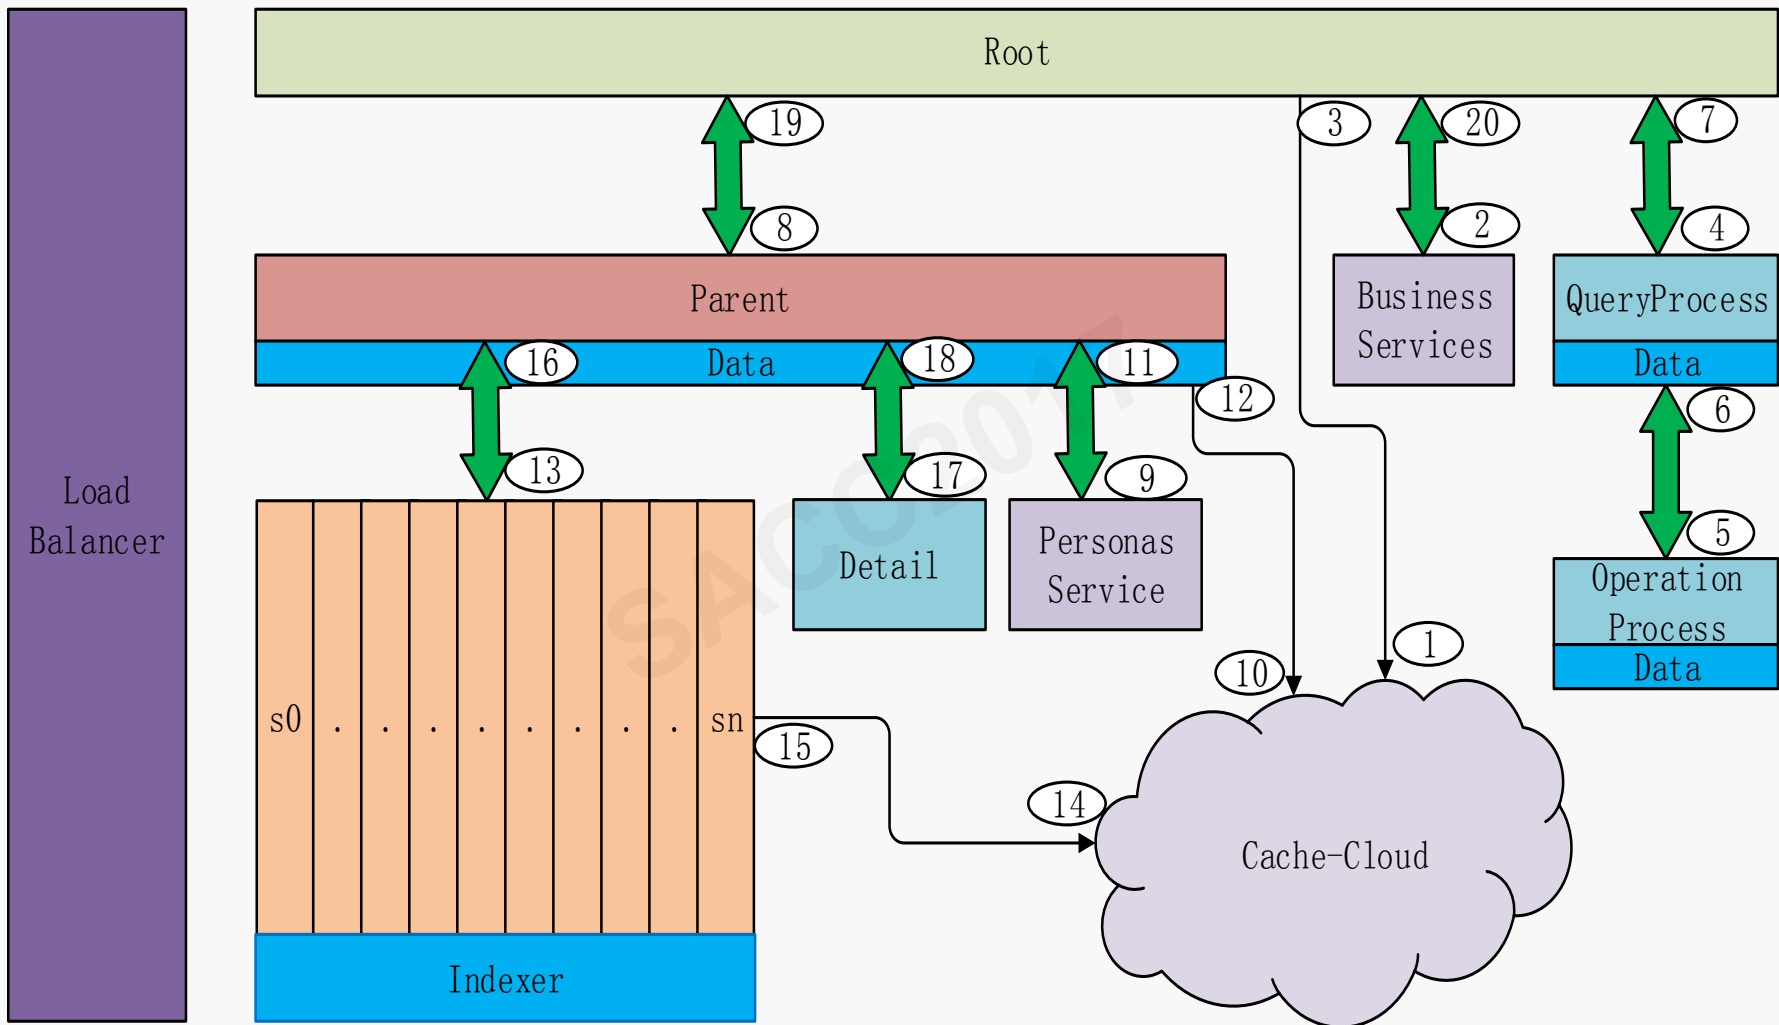 Root
19
3
20
7
8
2
4
Parent
Business
Services
QueryProcess
16
Data
18
11
12
Data
6
13
17
9
5
Load
Balancer
Detail
Personas
Service
Operation
Process
Data
10
1
s0 . . . . . . . . sn
15
14
Cache-Cloud
Indexer
SACC2017